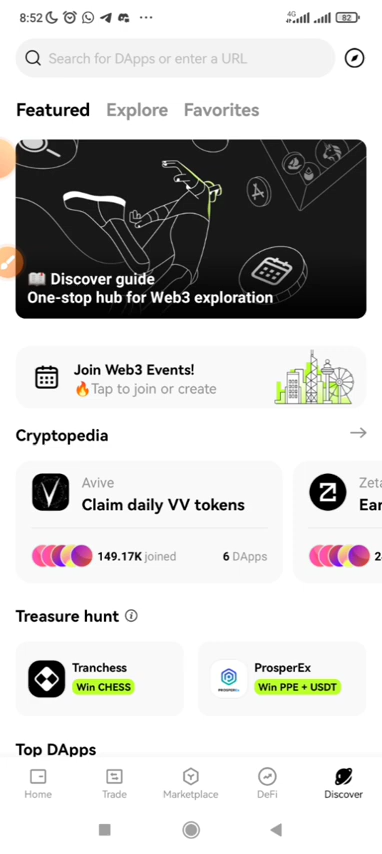 8:52
4G
82
Search for DApps or enter a URL
Featured Explore Favorites
📖 Discover guide
One-stop hub for Web3 exploration
Join Web3 Events!
🔥Tap to join or create
Cryptopedia
Avive
Claim daily VV tokens
149.17K joined
6 DApps
Treasure hunt
Tranchess
Win CHESS
PROSPEREX
ProsperEx
Win PPE + USDT
Top DApps
Home Trade Marketplace DeFi Discover